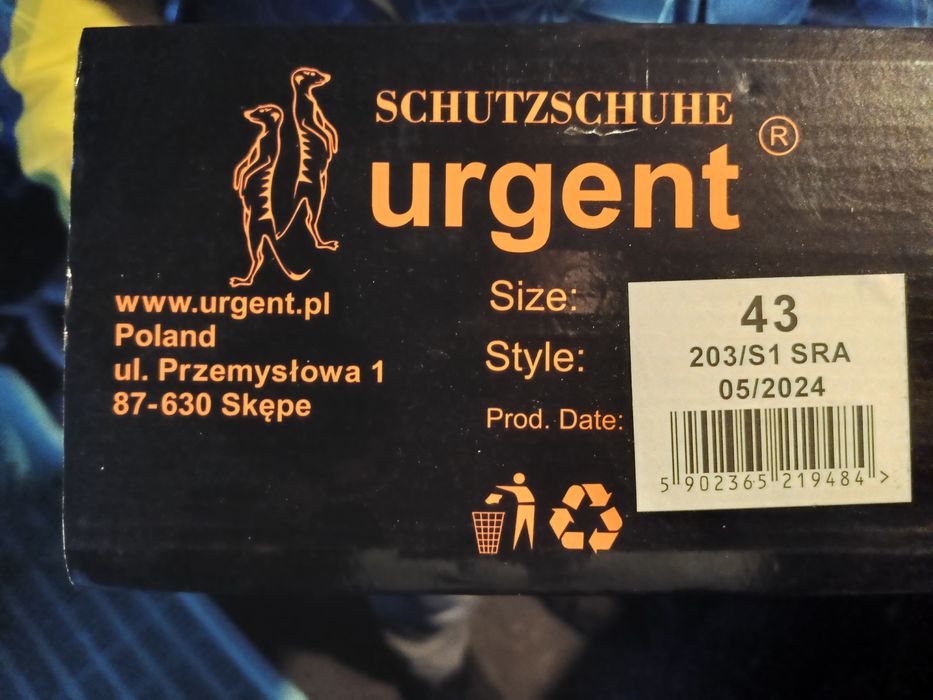 SCHUTZSCHUHE
urgent ®
www.urgent.pl
Poland
ul. Przemysłowa 1
87-630 Skępe
Size: 43
Style: 203/S1 SRA
Prod. Date: 05/2024
5 902365 219484 >